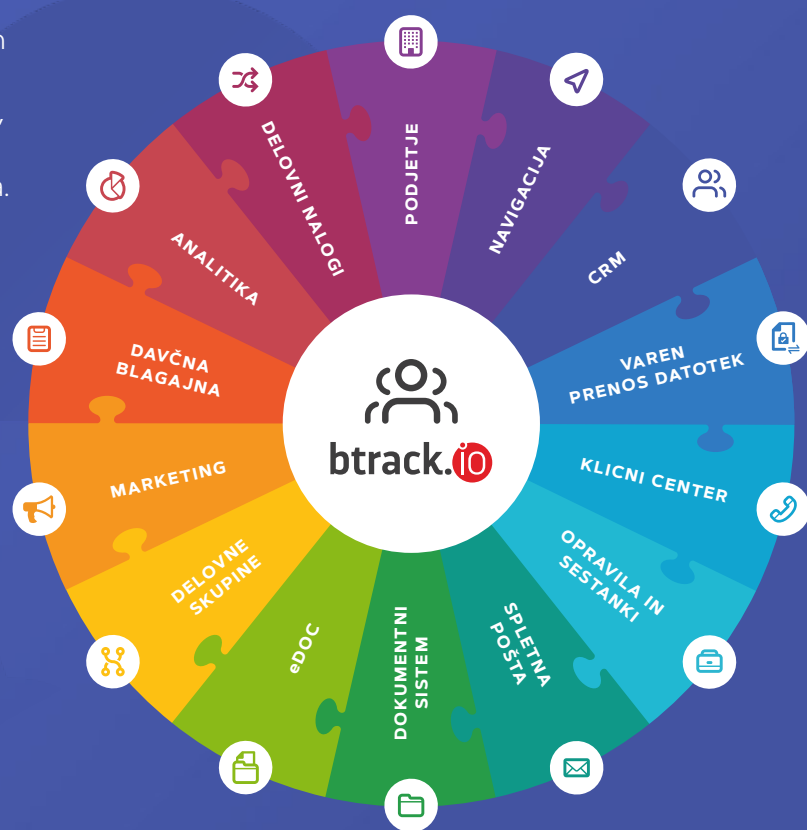 PODJETJE
NAVIGACIJA
CRM
VAREN
PRENOS DATOTEK
KLICNI CENTER
OPRAVILA IN
SESTANKI
SPLETNA
POŠTA
DOKUMENTNI
SISTEM
eDOC
DELOVNE
SKUPINE
MARKETING
DAVČNA
BLAGAJNA
ANALITIKA
DELOVNI NALOGI
btrack.io